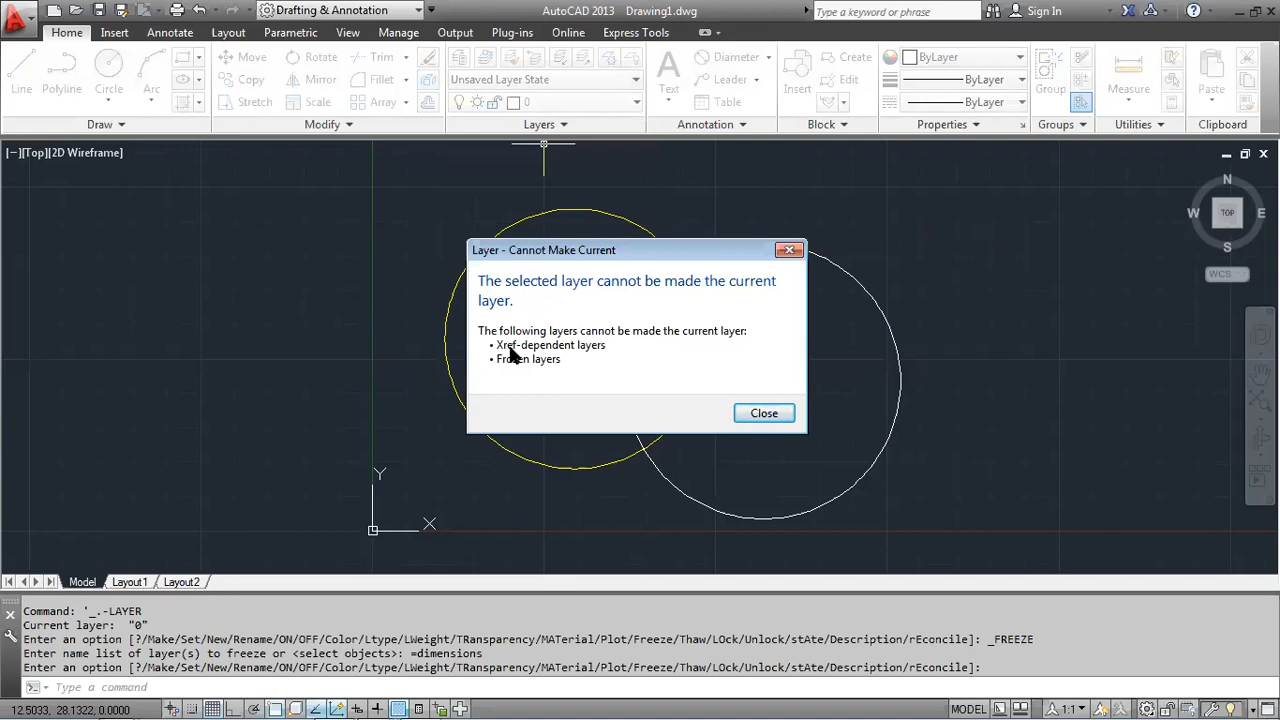 Drafting & Annotation
AutoCAD 2013 Drawing1.dwg
Type a keyword or phrase
Sign In
Home Insert Annotate Layout Parametric View Manage Output Plug-ins Online Express Tools
Line Polyline Circle Arc
Move Rotate Trim
Copy Mirror Fillet
Stretch Scale Array
Unsaved Layer State
0
Text
Diameter
Leader
Table
Insert
Create
Edit
ByLayer
ByLayer
ByLayer
Group Measure Paste
Draw Modify Layers Annotation Block Properties Groups Utilities Clipboard
[−][Top][2D Wireframe]
N
W TOP E
S
WCS
Layer - Cannot Make Current
The selected layer cannot be made the current
layer.
The following layers cannot be made the current layer:
• Xref-dependent layers
• Frozen layers
Close
Y
X
Model Layout1 Layout2
Command: '_.-LAYER
Current layer: "0"
Enter an option [?/Make/Set/New/Rename/ON/OFF/Color/Ltype/LWeight/TRansparency/MATerial/Plot/Freeze/Thaw/LOck/Unlock/stAte/Description/rEconcile]: _FREEZE
Enter name list of layer(s) to freeze or <select objects>: =dimensions
Enter an option [?/Make/Set/New/Rename/ON/OFF/Color/Ltype/LWeight/TRansparency/MATerial/Plot/Freeze/Thaw/LOck/Unlock/stAte/Description/rEconcile]:
Type a command
12.5033, 28.1322, 0.0000
MODEL
1:1